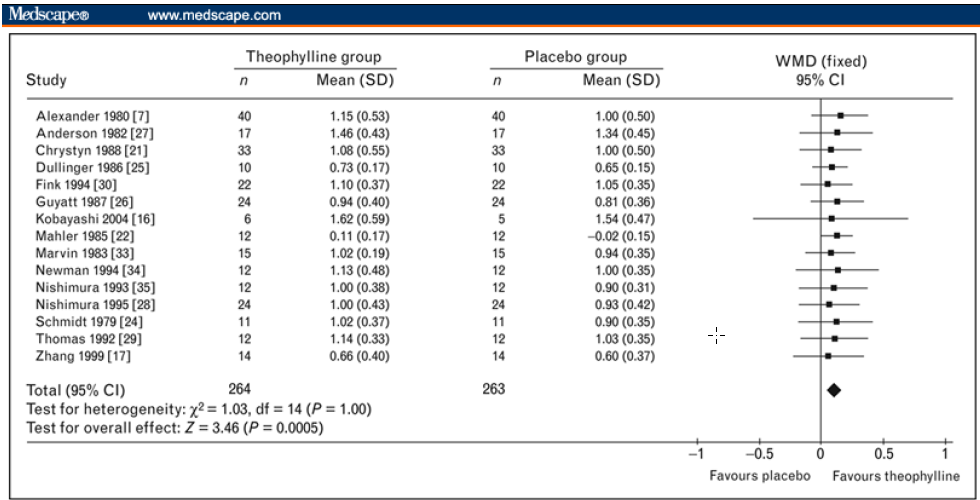 Medscape® www.medscape.com
Theophylline group Placebo group WMD (fixed)
Study n Mean (SD) n Mean (SD) 95% CI
Alexander 1980 [7] 40 1.15 (0.53) 40 1.00 (0.50)
Anderson 1982 [27] 17 1.46 (0.43) 17 1.34 (0.45)
Chrystyn 1988 [21] 33 1.08 (0.55) 33 1.00 (0.50)
Dullinger 1986 [25] 10 0.73 (0.17) 10 0.65 (0.15)
Fink 1994 [30] 22 1.10 (0.37) 22 1.05 (0.35)
Guyatt 1987 [26] 24 0.94 (0.40) 24 0.81 (0.36)
Kobayashi 2004 [16] 6 1.62 (0.59) 5 1.54 (0.47)
Mahler 1985 [22] 12 0.11 (0.17) 12 −0.02 (0.15)
Marvin 1983 [33] 15 1.02 (0.19) 15 0.94 (0.35)
Newman 1994 [34] 12 1.13 (0.48) 12 1.00 (0.35)
Nishimura 1993 [35] 12 1.00 (0.38) 12 0.90 (0.31)
Nishimura 1995 [28] 24 1.00 (0.43) 24 0.93 (0.42)
Schmidt 1979 [24] 11 1.02 (0.37) 11 0.90 (0.35)
Thomas 1992 [29] 12 1.14 (0.33) 12 1.03 (0.35)
Zhang 1999 [17] 14 0.66 (0.40) 14 0.60 (0.37)
Total (95% CI) 264 263
Test for heterogeneity: χ² = 1.03, df = 14 (P = 1.00)
Test for overall effect: Z = 3.46 (P = 0.0005)
−1 −0.5 0 0.5 1
Favours placebo Favours theophylline